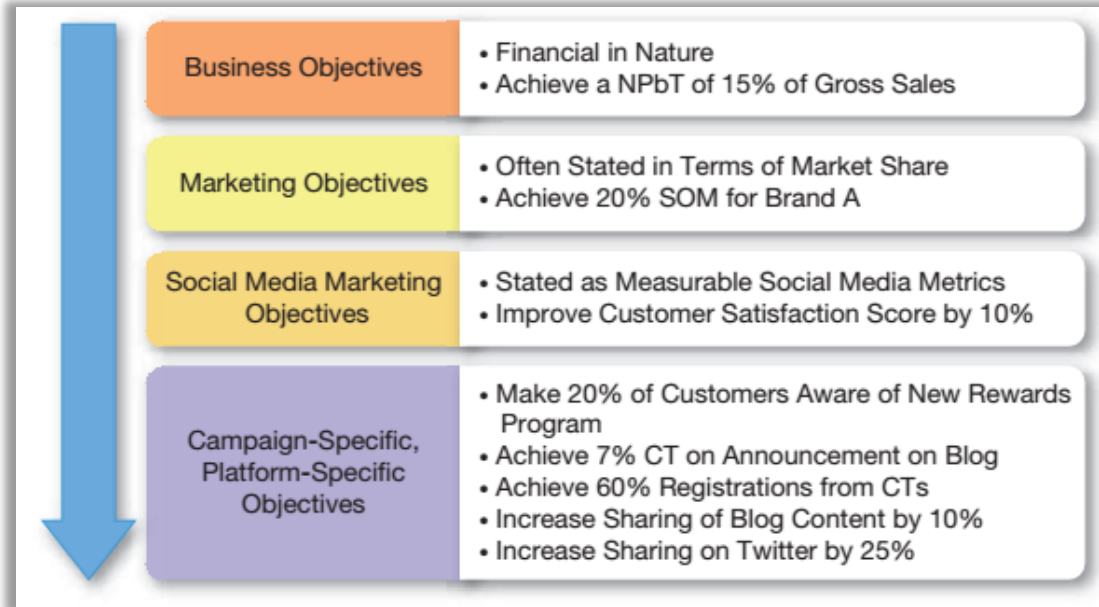 Business Objectives
• Financial in Nature
• Achieve a NPbT of 15% of Gross Sales
Marketing Objectives
• Often Stated in Terms of Market Share
• Achieve 20% SOM for Brand A
Social Media Marketing
Objectives
• Stated as Measurable Social Media Metrics
• Improve Customer Satisfaction Score by 10%
Campaign-Specific,
Platform-Specific
Objectives
• Make 20% of Customers Aware of New Rewards
Program
• Achieve 7% CT on Announcement on Blog
• Achieve 60% Registrations from CTs
• Increase Sharing of Blog Content by 10%
• Increase Sharing on Twitter by 25%